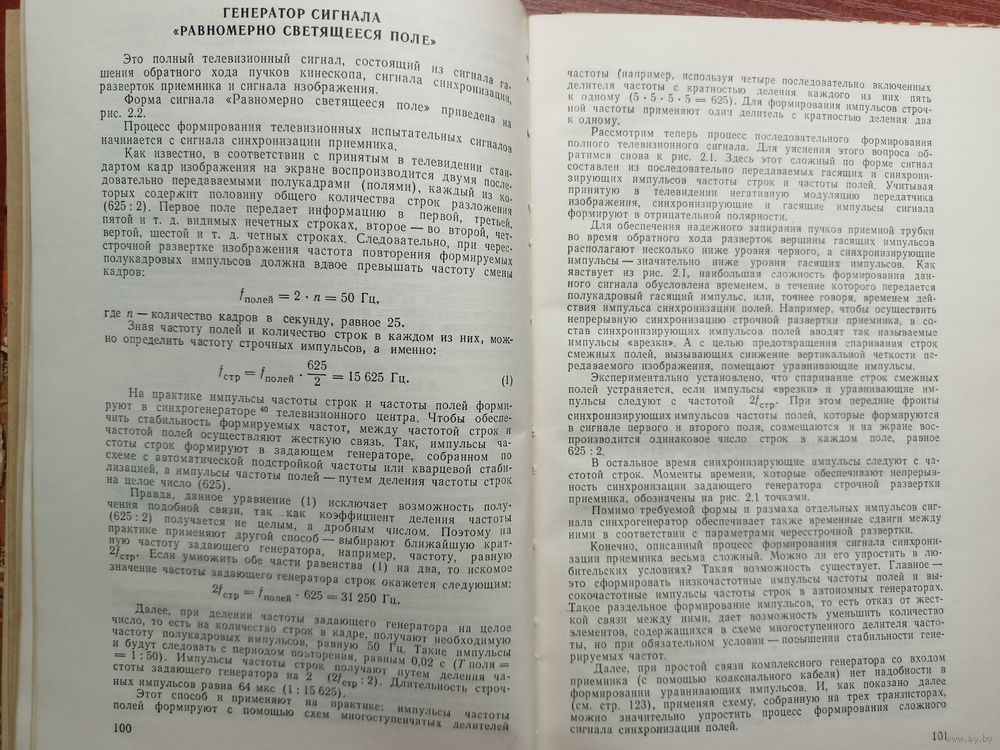 ГЕНЕРАТОР СИГНАЛА
«РАВНОМЕРНО СВЕТЯЩЕЕСЯ ПОЛЕ»
Это полный телевизионный сигнал, состоящий из сигнала га-
шения обратного хода пучков кинескопа, сигнала синхронизации,
разверток приемника и сигнала изображения.
Форма сигнала «Равномерно светящееся поле» приведена на
рис. 2.2.
Процесс формирования телевизионных испытательных сигналов
начинается с сигнала синхронизации приемника.
Как известно, в соответствии с принятым в телевидении стан-
дартом кадр изображения на экране воспроизводится двумя после-
довательно передаваемыми полукадрами (полями), каждый из ко-
торых содержит половину общего количества строк разложения
(625 : 2). Первое поле передает информацию в первой, третьей,
пятой и т. д. видимых нечетных строках, второе — во второй, чет-
вертой, шестой и т. д. четных строках. Следовательно, при черес-
строчной развертке изображения частота повторения формируемых
полукадровых импульсов должна вдвое превышать частоту смены
кадров:
fполей = 2 · n = 50 Гц,
где n — количество кадров в секунду, равное 25.
Зная частоту полей и количество строк в каждом из них, мож-
но определить частоту строчных импульсов, а именно:
fстр = fполей · 625/2 = 15 625 Гц. (1)
На практике импульсы частоты строк и частоты полей форми-
руют в синхрогенераторе 40 телевизионного центра. Чтобы обеспе-
чить стабильность формируемых частот, между частотой строк и
частотой полей осуществляют жесткую связь. Так, импульсы ча-
стоты строк формируют в задающем генераторе, собранном по
схеме с автоматической подстройкой частоты или кварцевой стаби-
лизацией, а импульсы частоты полей — путем деления частоты строк
на целое число (625).
Правда, данное уравнение (1) исключает возможность полу-
чения подобной связи, так как коэффициент деления частоты
(625 : 2) получается не целым, а дробным числом. Поэтому на
практике применяют другой способ — выбирают ближайшую крат-
ную частоту задающего генератора, например, частоту, равную
2fстр. Если умножить обе части равенства (1) на два, то искомое
значение частоты задающего генератора строк окажется следующим:
2fстр = fполей · 625 = 31 250 Гц.
Далее, при делении частоты задающего генератора на целое
число, то есть на количество строк в кадре, получают необходимую
частоту полукадровых импульсов, равную 50 Гц. Такие импульсы
и будут следовать с периодом повторения, равным 0,02 с (T поля =
= 1 : 50). Импульсы частоты строк получают путем деления ча-
стоты задающего генератора на 2 (2fстр : 2). Длительность строч-
ных импульсов равна 64 мкс (1 : 15 625).
Этот способ и применяют на практике: импульсы частоты
полей формируют с помощью схем многоступенчатых делителей
100
частоты (например, используя четыре последовательно включенных
делителя частоты с кратностью деления каждого из них пять
к одному (5 · 5 · 5 · 5 = 625). Для формирования импульсов строч-
ной частоты применяют один делитель с кратностью деления два
к одному.
Рассмотрим теперь процесс последовательного формирования
полного телевизионного сигнала. Для уяснения этого вопроса об-
ратимся снова к рис. 2.1. Здесь этот сложный по форме сигнал
составлен из последовательно передаваемых гасящих и синхрони-
зирующих импульсов частоты строк и частоты полей. Учитывая
принятую в телевидении негативную модуляцию передатчика
изображения, синхронизирующие и гасящие импульсы сигнала
формируют в отрицательной полярности.
Для обеспечения надежного запирания пучков приемной трубки
во время обратного хода разверток вершины гасящих импульсов
располагают несколько ниже уровня черного, а синхронизирующие
импульсы — значительно ниже уровня гасящих импульсов. Как
явствует из рис. 2.1, наибольшая сложность формирования дан-
ного сигнала обусловлена временем, в течение которого передается
полукадровый гасящий импульс, или, точнее говоря, временем дей-
ствия импульса синхронизации полей. Например, чтобы осуществить
непрерывную синхронизацию строчной развертки приемника, в со-
став синхронизирующих импульсов полей вводят так называемые
импульсы «врезки». А с целью предотвращения спаривания строк
смежных полей, вызывающих снижение вертикальной четкости пе-
редаваемого изображения, помещают уравнивающие импульсы.
Экспериментально установлено, что спаривание строк смежных
полей устраняется, если импульсы «врезки» и уравнивающие им-
пульсы следуют с частотой 2fстр. При этом передние фронты
синхронизирующих импульсов частоты полей, которые формируются
в сигнале первого и второго поля, совмещаются и на экране вос-
производится одинаковое число строк в каждом поле, равное
625 : 2.
В остальное время синхронизирующие импульсы следуют с ча-
стотой строк. Моменты времени, которые обеспечивают непрерыв-
ность синхронизации задающего генератора строчной развертки
приемника, обозначены на рис. 2.1 точками.
Помимо требуемой формы и размаха отдельных импульсов сиг-
нала синхрогенератор обеспечивает также временные сдвиги между
ними в соответствии с параметрами чересстрочной развертки.
Конечно, описанный процесс формирования сигнала синхрони-
зации приемника весьма сложный. Можно ли его упростить в лю-
бительских условиях? Такая возможность существует. Главное —
это сформировать низкочастотные импульсы частоты полей и вы-
сокочастотные импульсы частоты строк в автономных генераторах.
Такое раздельное формирование импульсов, то есть отказ от жест-
кой связи между ними, дает возможность уменьшить количество
элементов, содержащихся в схеме многоступенного делителя часто-
ты, но при обязательном условии — повышении стабильности гене-
рируемых частот.
Далее, при простой связи комплексного генератора со входом
приемника (с помощью коаксиального кабеля) нет надобности в
формировании уравнивающих импульсов. И, как показано далее
(см. стр. 123), применяя схему, собранную на трех транзисторах,
можно значительно упростить процесс формирования сложного
сигнала синхронизации полей.
101
www.ay.by